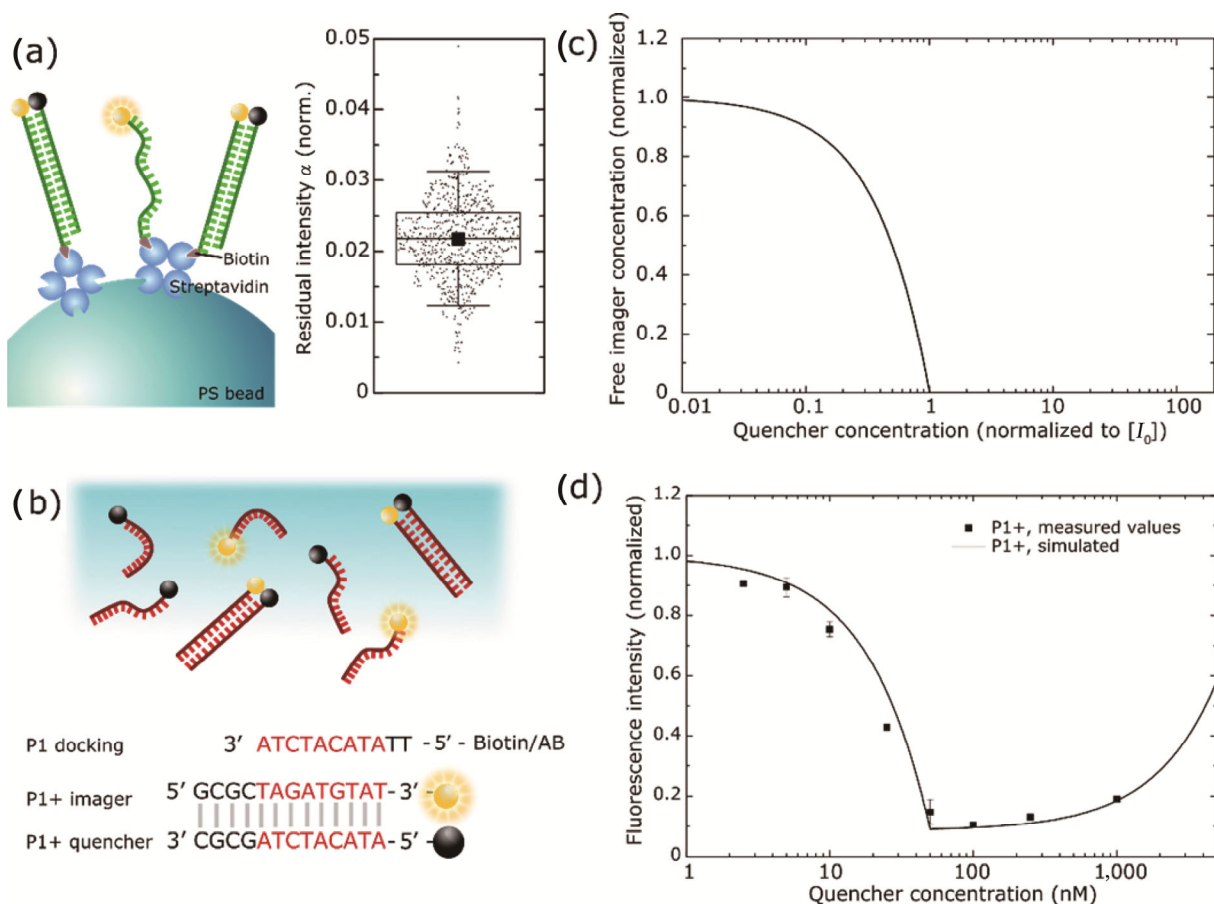 (a)
0.05
0.04
0.03
0.02
0.01
0
Residual intensity α (norm.)
Biotin
Streptavidin
PS bead
(c)
1.2
1.0
0.8
0.6
0.4
0.2
0
Free imager concentration (normalized)
0.01 0.1 1 10 100
Quencher concentration (normalized to [I₀])
(b)
P1 docking 3′ ATCTACATATT -5′- Biotin/AB
P1+ imager 5′ GCGCTAGATGTAT-3′-
P1+ quencher 3′ CGCGATCTACATA-5′-
(d)
1.2
1.0
0.8
0.6
0.4
0.2
0
Fluorescence intensity (normalized)
P1+, measured values
P1+, simulated
1 10 100 1,000
Quencher concentration (nM)